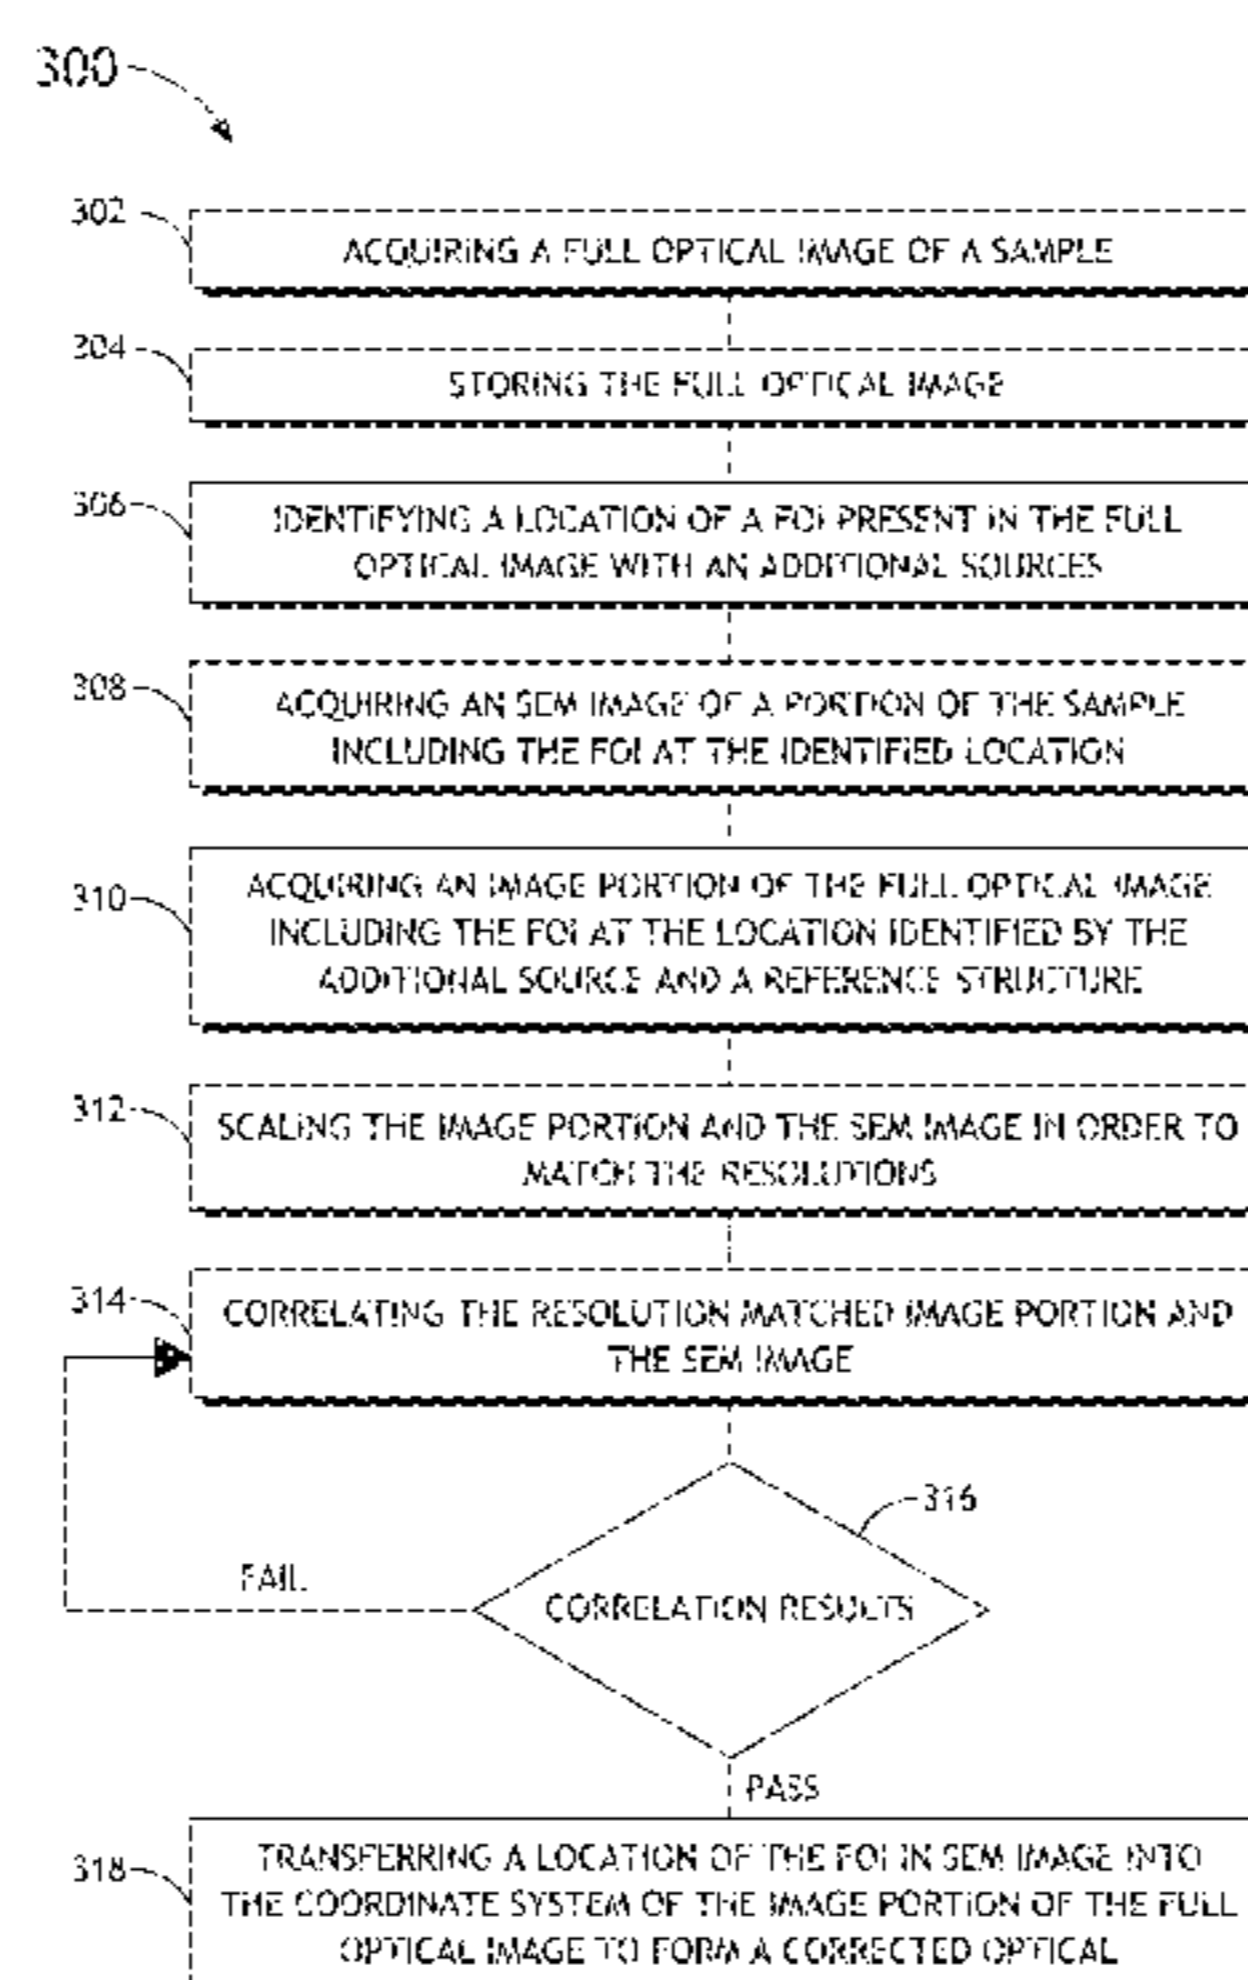 300
302
ACQUIRING A FULL OPTICAL IMAGE OF A SAMPLE
304
STORING THE FULL OPTICAL IMAGE
306
IDENTIFYING A LOCATION OF A FOI PRESENT IN THE FULL
OPTICAL IMAGE WITH AN ADDITIONAL SOURCES
308
ACQUIRING AN SEM IMAGE OF A PORTION OF THE SAMPLE
INCLUDING THE FOI AT THE IDENTIFIED LOCATION
310
ACQUIRING AN IMAGE PORTION OF THE FULL OPTICAL IMAGE
INCLUDING THE FOI AT THE LOCATION IDENTIFIED BY THE
ADDITIONAL SOURCE AND A REFERENCE STRUCTURE
312
SCALING THE IMAGE PORTION AND THE SEM IMAGE IN ORDER TO
MATCH THE RESOLUTIONS
314
CORRELATING THE RESOLUTION MATCHED IMAGE PORTION AND
THE SEM IMAGE
316
FAIL
CORRELATION RESULTS
PASS
318
TRANSFERRING A LOCATION OF THE FOI IN SEM IMAGE INTO
THE COORDINATE SYSTEM OF THE IMAGE PORTION OF THE FULL
OPTICAL IMAGE TO FORM A CORRECTED OPTICAL